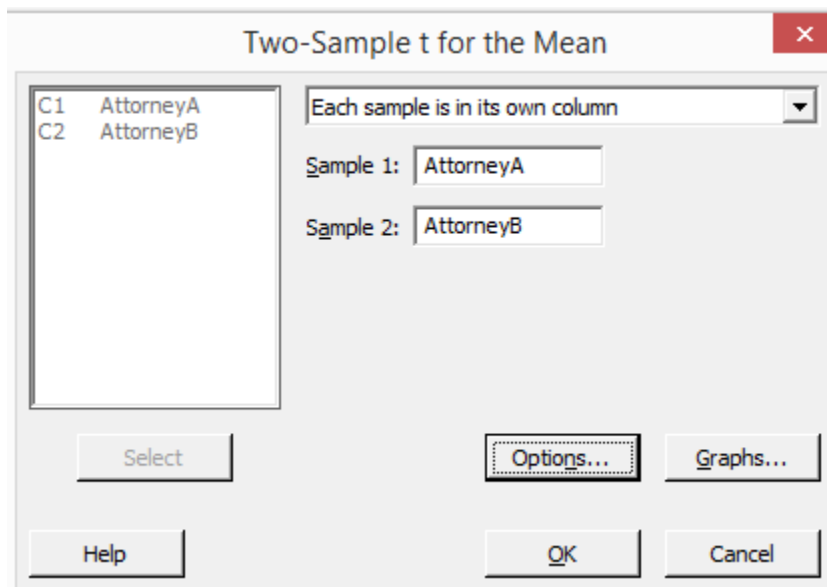 Two-Sample t for the Mean
C1 AttorneyA
C2 AttorneyB
Each sample is in its own column
Sample 1: AttorneyA
Sample 2: AttorneyB
Select
Options...
Graphs...
Help
OK
Cancel